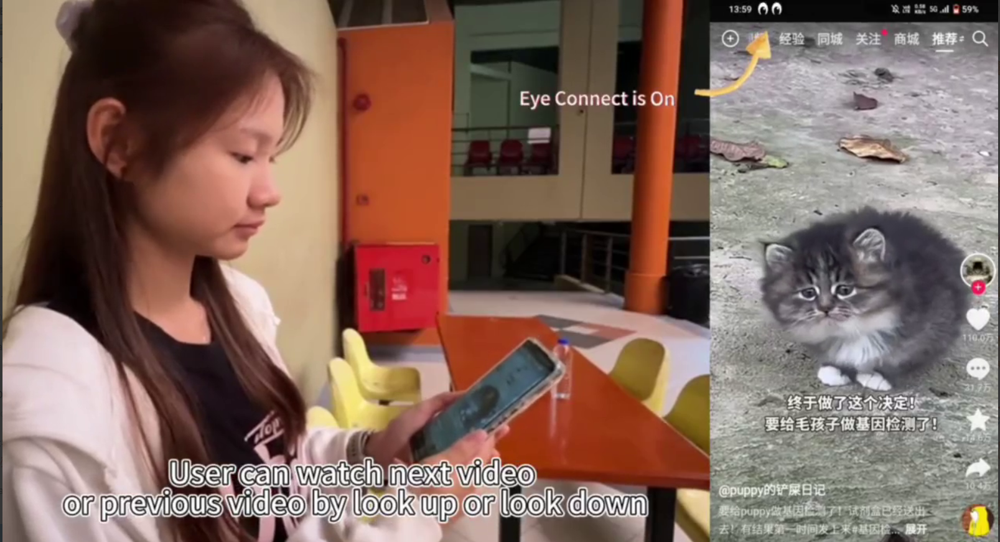 Eye Connect is On
User can watch next video
or previous video by look up or look down
13:59
5G 59%
经验 同城 关注 商城 推荐
110.0万
10.4万
终于做了这个决定!
要给毛孩子做基因检测了!
@puppy的铲屎日记
要给puppy做基因检测了!试剂盒已经送出
去!有结果第一时间发上来#基因检... 展开